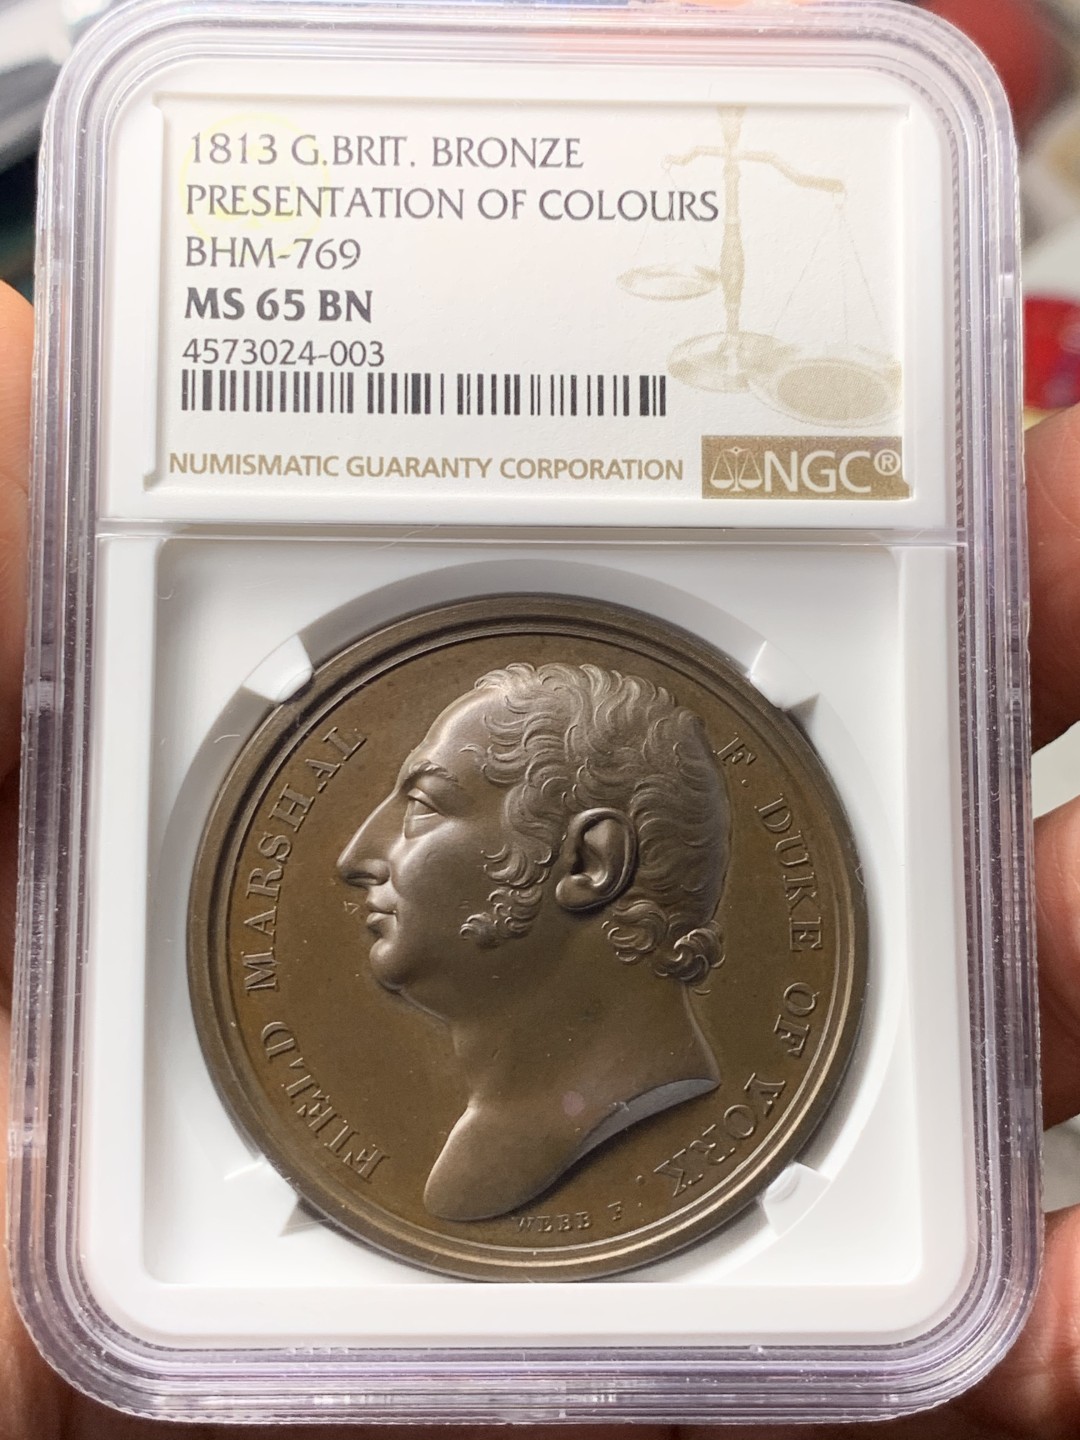 1813 G.BRIT. BRONZE
PRESENTATION OF COLOURS
BHM-769
MS 65 BN
4573024-003
NUMISMATIC GUARANTY CORPORATION
NGC®
FIELD MARSHAL
F. DUKE OF YORK.
WEBB F.